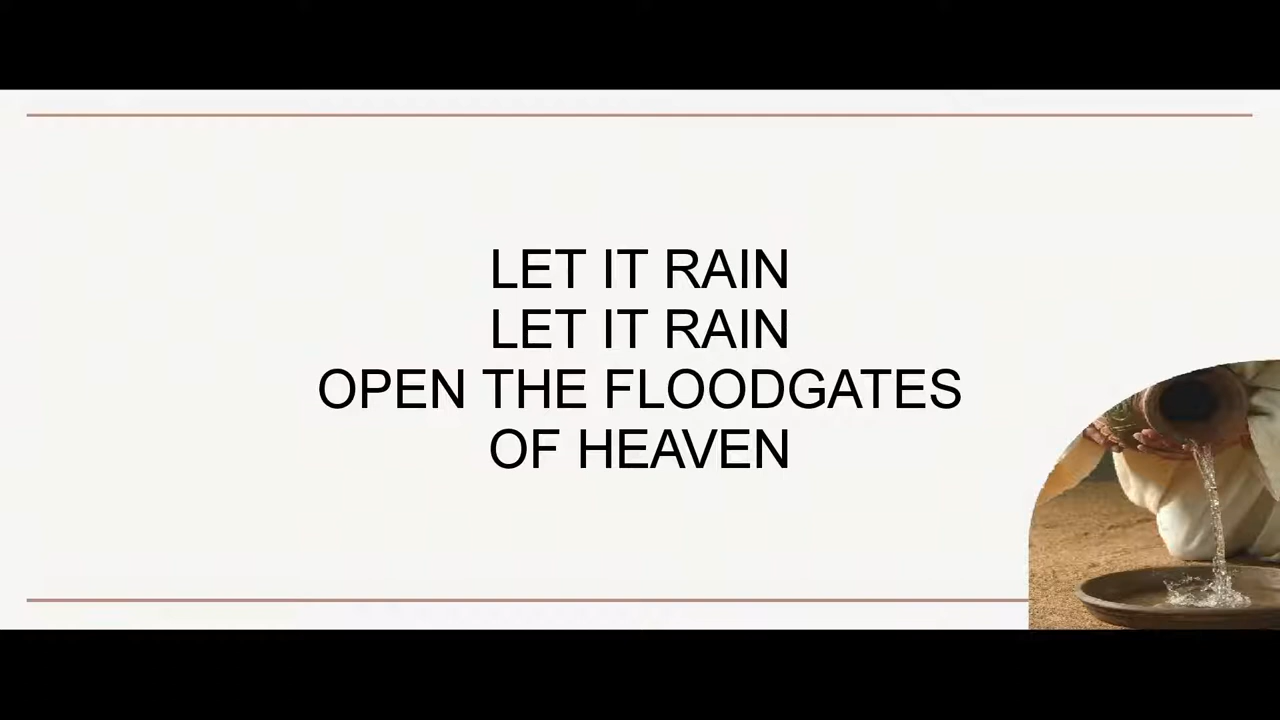 LET IT RAIN
LET IT RAIN
OPEN THE FLOODGATES
OF HEAVEN